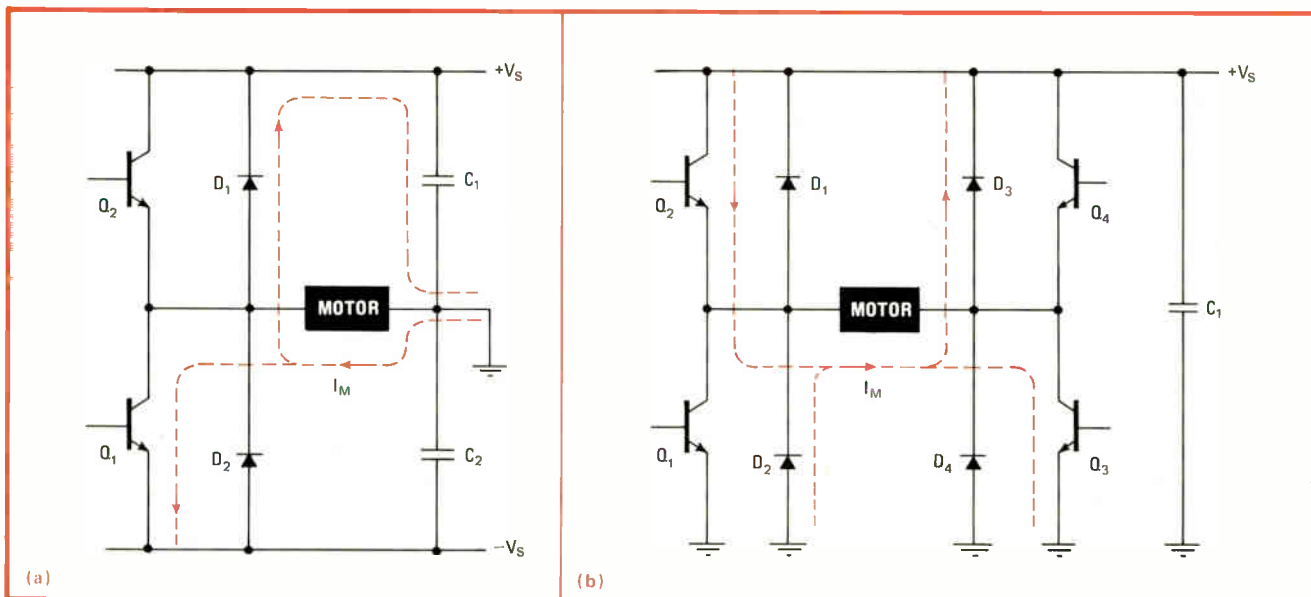 +VS
Q2
D1
C1
MOTOR
IM
Q1
D2
C2
−VS
(a)
+VS
Q2
D1
D3
Q4
MOTOR
C1
IM
Q1
D2
D4
Q3
(b)